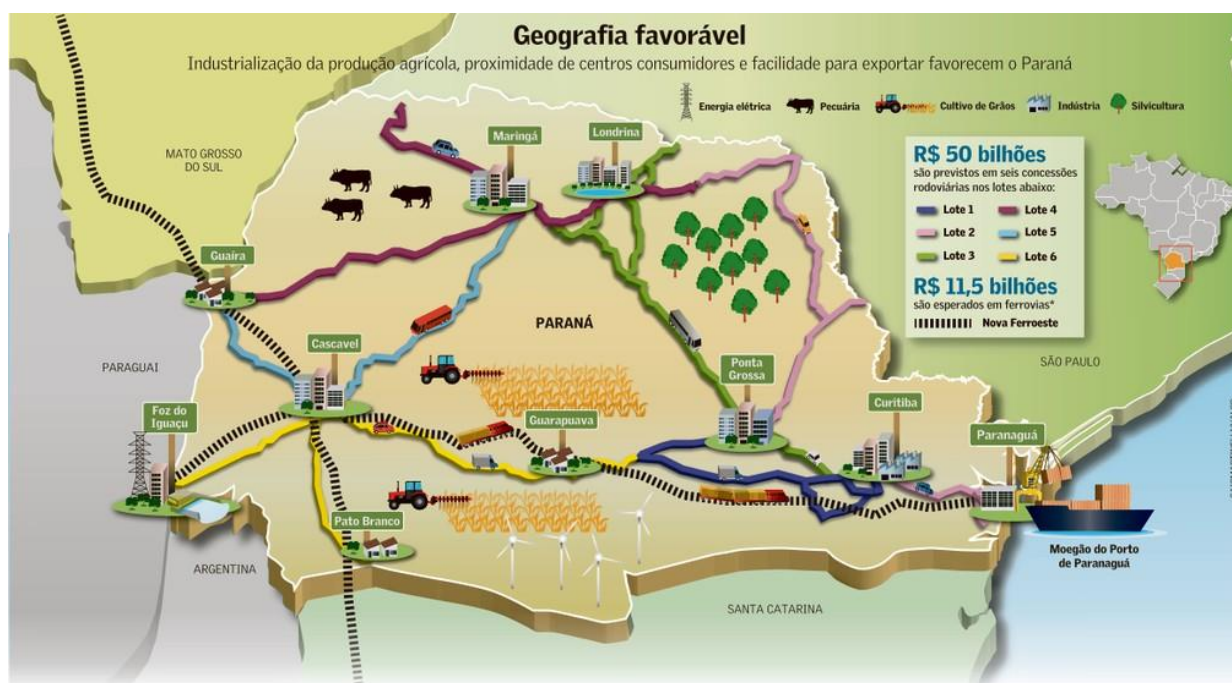 Geografia favorável
Industrialização da produção agrícola, proximidade de centros consumidores e facilidade para exportar favorecem o Paraná
Energia elétrica
Pecuária
Cultivo de Grãos
Indústria
Silvicultura
R$ 50 bilhões
são previstos em seis concessões
rodoviárias nos lotes abaixo:
Lote 1
Lote 4
Lote 2
Lote 5
Lote 3
Lote 6
R$ 11,5 bilhões
são esperados em ferrovias*
Nova Ferroeste
MATO GROSSO
DO SUL
Maringá
Londrina
Guaíra
PARANÁ
SÃO PAULO
PARAGUAI
Cascavel
Ponta
Grossa
Foz do
Iguaçu
Guarapuava
Curitiba
Paranaguá
Pato Branco
ARGENTINA
SANTA CATARINA
Moegão do Porto
de Paranaguá